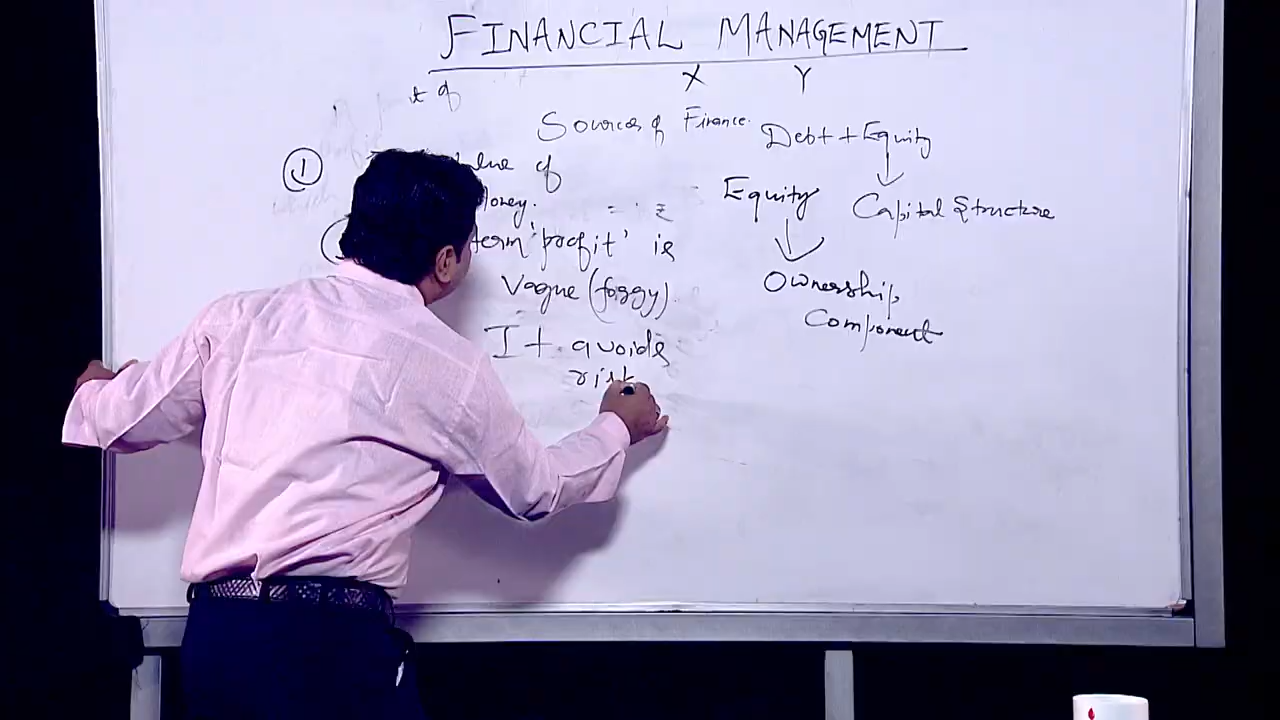 FINANCIAL MANAGEMENT
X Y
Sources of Finance.
Debt + Equity
① of
Equity
Capital Structure
term 'profit' is
Vague (foggy).
Ownership
Component
It avoids
risk